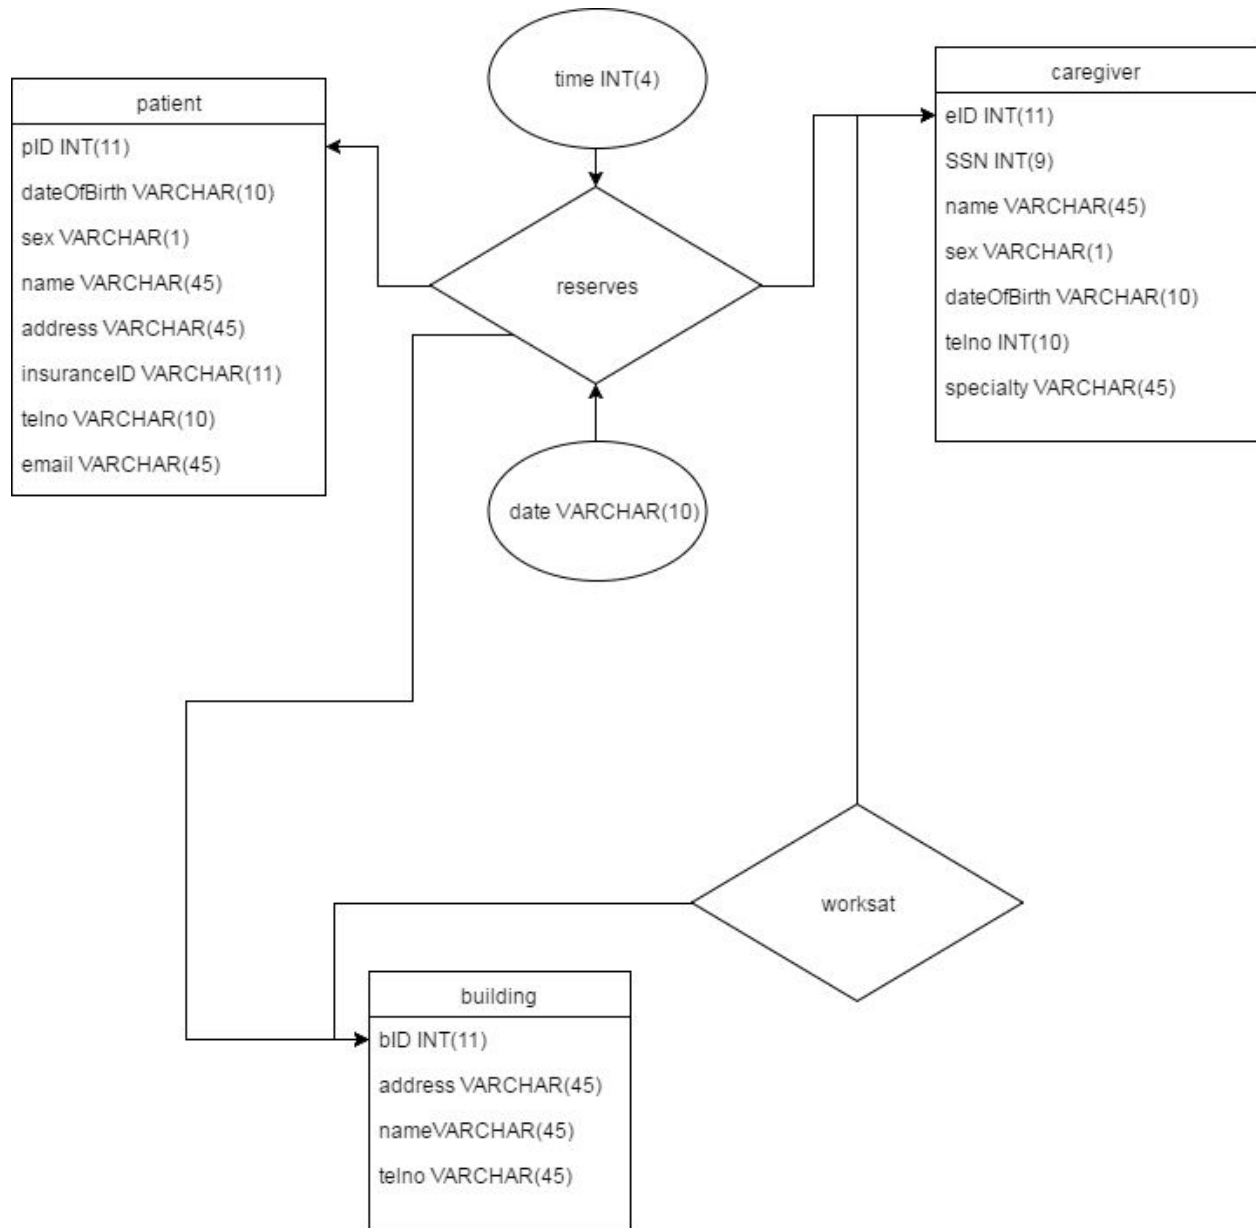 time INT(4)
patient
pID INT(11)
dateOfBirth VARCHAR(10)
sex VARCHAR(1)
name VARCHAR(45)
address VARCHAR(45)
insuranceID VARCHAR(11)
telno VARCHAR(10)
email VARCHAR(45)
reserves
date VARCHAR(10)
caregiver
eID INT(11)
SSN INT(9)
name VARCHAR(45)
sex VARCHAR(1)
dateOfBirth VARCHAR(10)
telno INT(10)
specialty VARCHAR(45)
worksat
building
bID INT(11)
address VARCHAR(45)
nameVARCHAR(45)
telno VARCHAR(45)